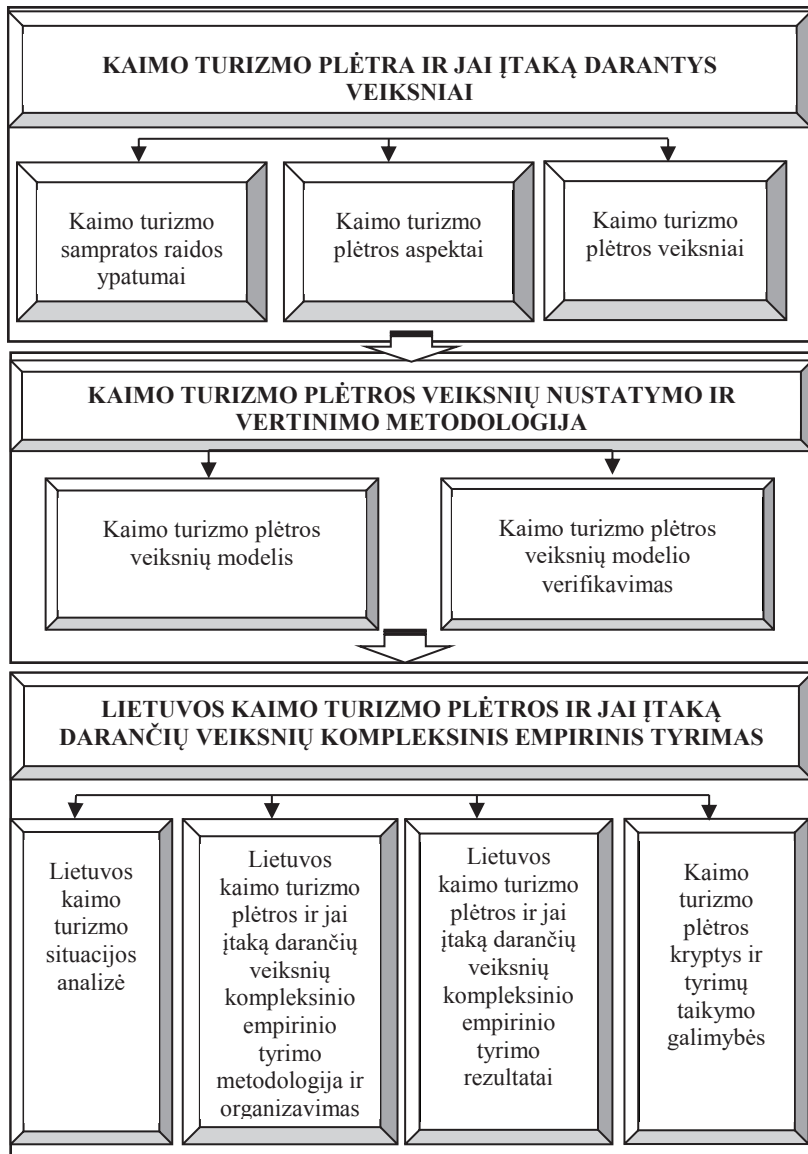 KAIMO TURIZMO PLĖTRA IR JAI ĮTAKĄ DARANTYS
VEIKSNIAI
Kaimo turizmo
sampratos raidos
ypatumai
Kaimo turizmo
plėtros aspektai
Kaimo turizmo
plėtros veiksniai
KAIMO TURIZMO PLĖTROS VEIKSNIŲ NUSTATYMO IR
VERTINIMO METODOLOGIJA
Kaimo turizmo plėtros
veiksnių modelis
Kaimo turizmo plėtros
veiksnių modelio
verifikavimas
LIETUVOS KAIMO TURIZMO PLĖTROS IR JAI ĮTAKĄ
DARANČIŲ VEIKSNIŲ KOMPLEKSINIS EMPIRINIS TYRIMAS
Lietuvos
kaimo
turizmo
situacijos
analizė
Lietuvos
kaimo turizmo
plėtros ir jai
įtaką darančių
veiksnių
kompleksinio
empirinio
tyrimo
metodologija ir
organizavimas
Lietuvos
kaimo turizmo
plėtros ir jai
įtaką darančių
veiksnių
kompleksinio
empirinio
tyrimo
rezultatai
Kaimo
turizmo
plėtros
kryptys ir
tyrimų
taikymo
galimybės